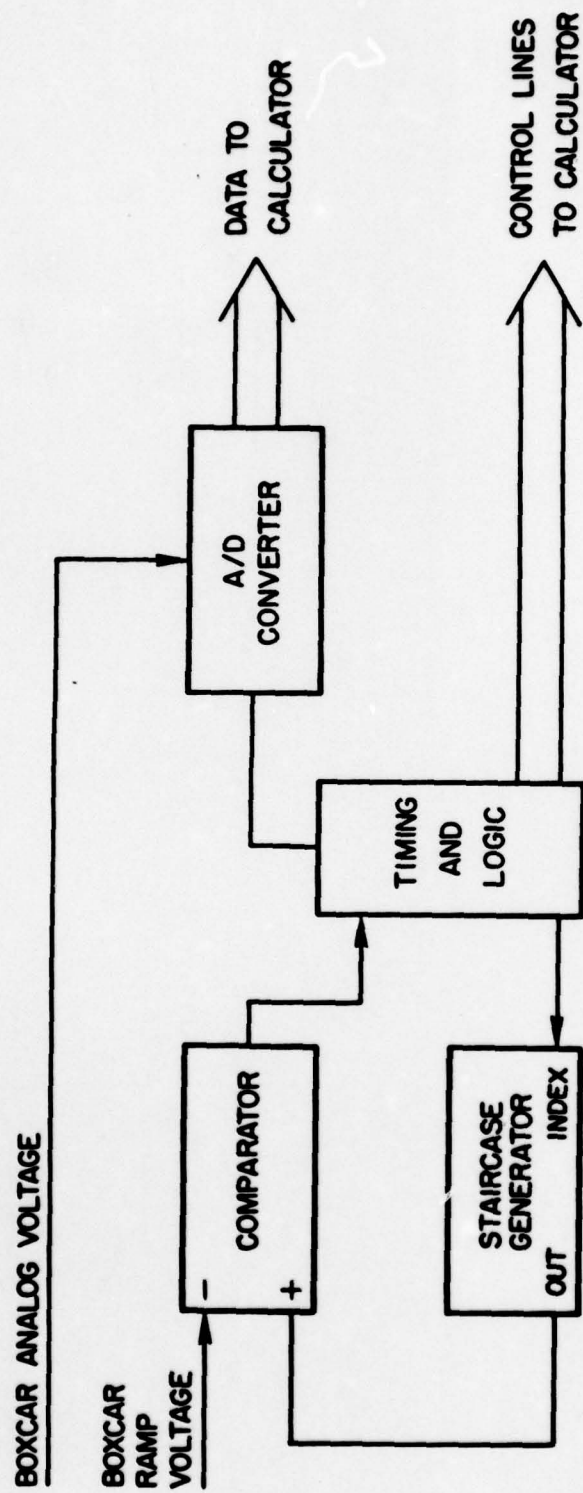 BOXCAR ANALOG VOLTAGE
BOXCAR
RAMP
VOLTAGE
-
+
COMPARATOR
STAIRCASE
GENERATOR
OUT
INDEX
TIMING
AND
LOGIC
A/D
CONVERTER
DATA TO
CALCULATOR
CONTROL LINES
TO CALCULATOR